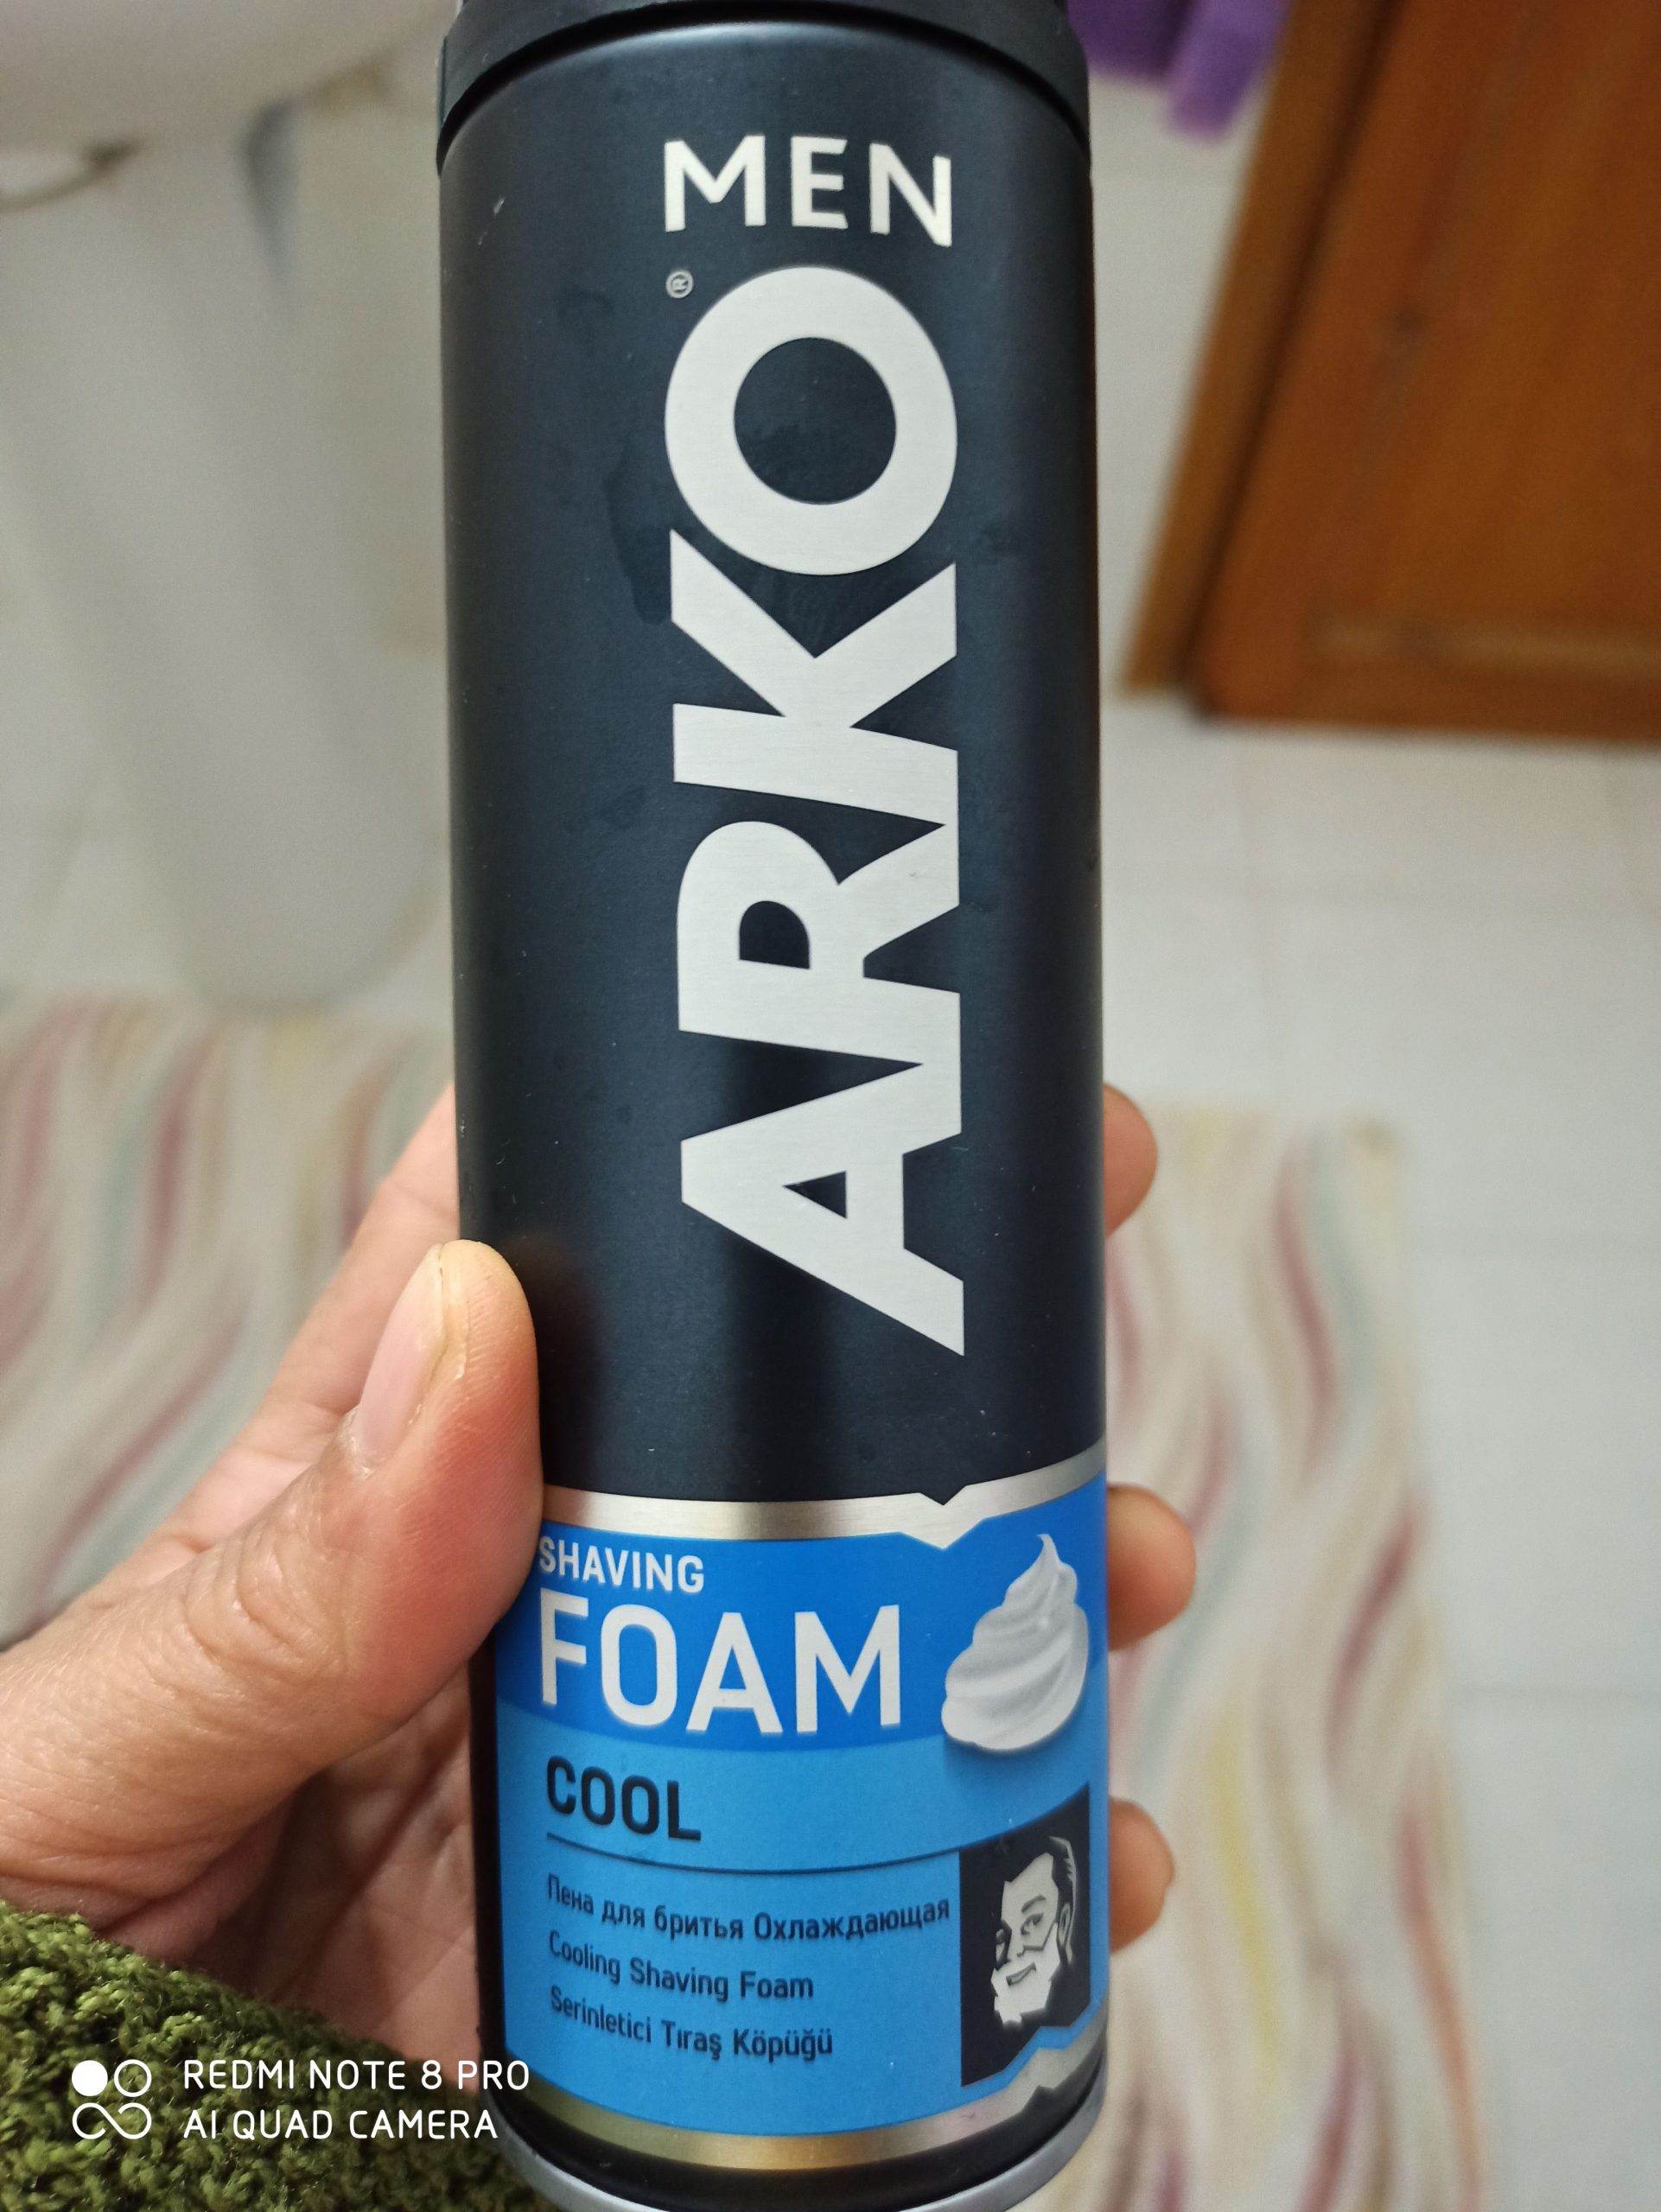 MEN
ARKO®
SHAVING
FOAM
COOL
Пена для бритья Охлаждающая
Cooling Shaving Foam
Serinletici Tıraş Köpüğü
REDMI NOTE 8 PRO
AI QUAD CAMERA